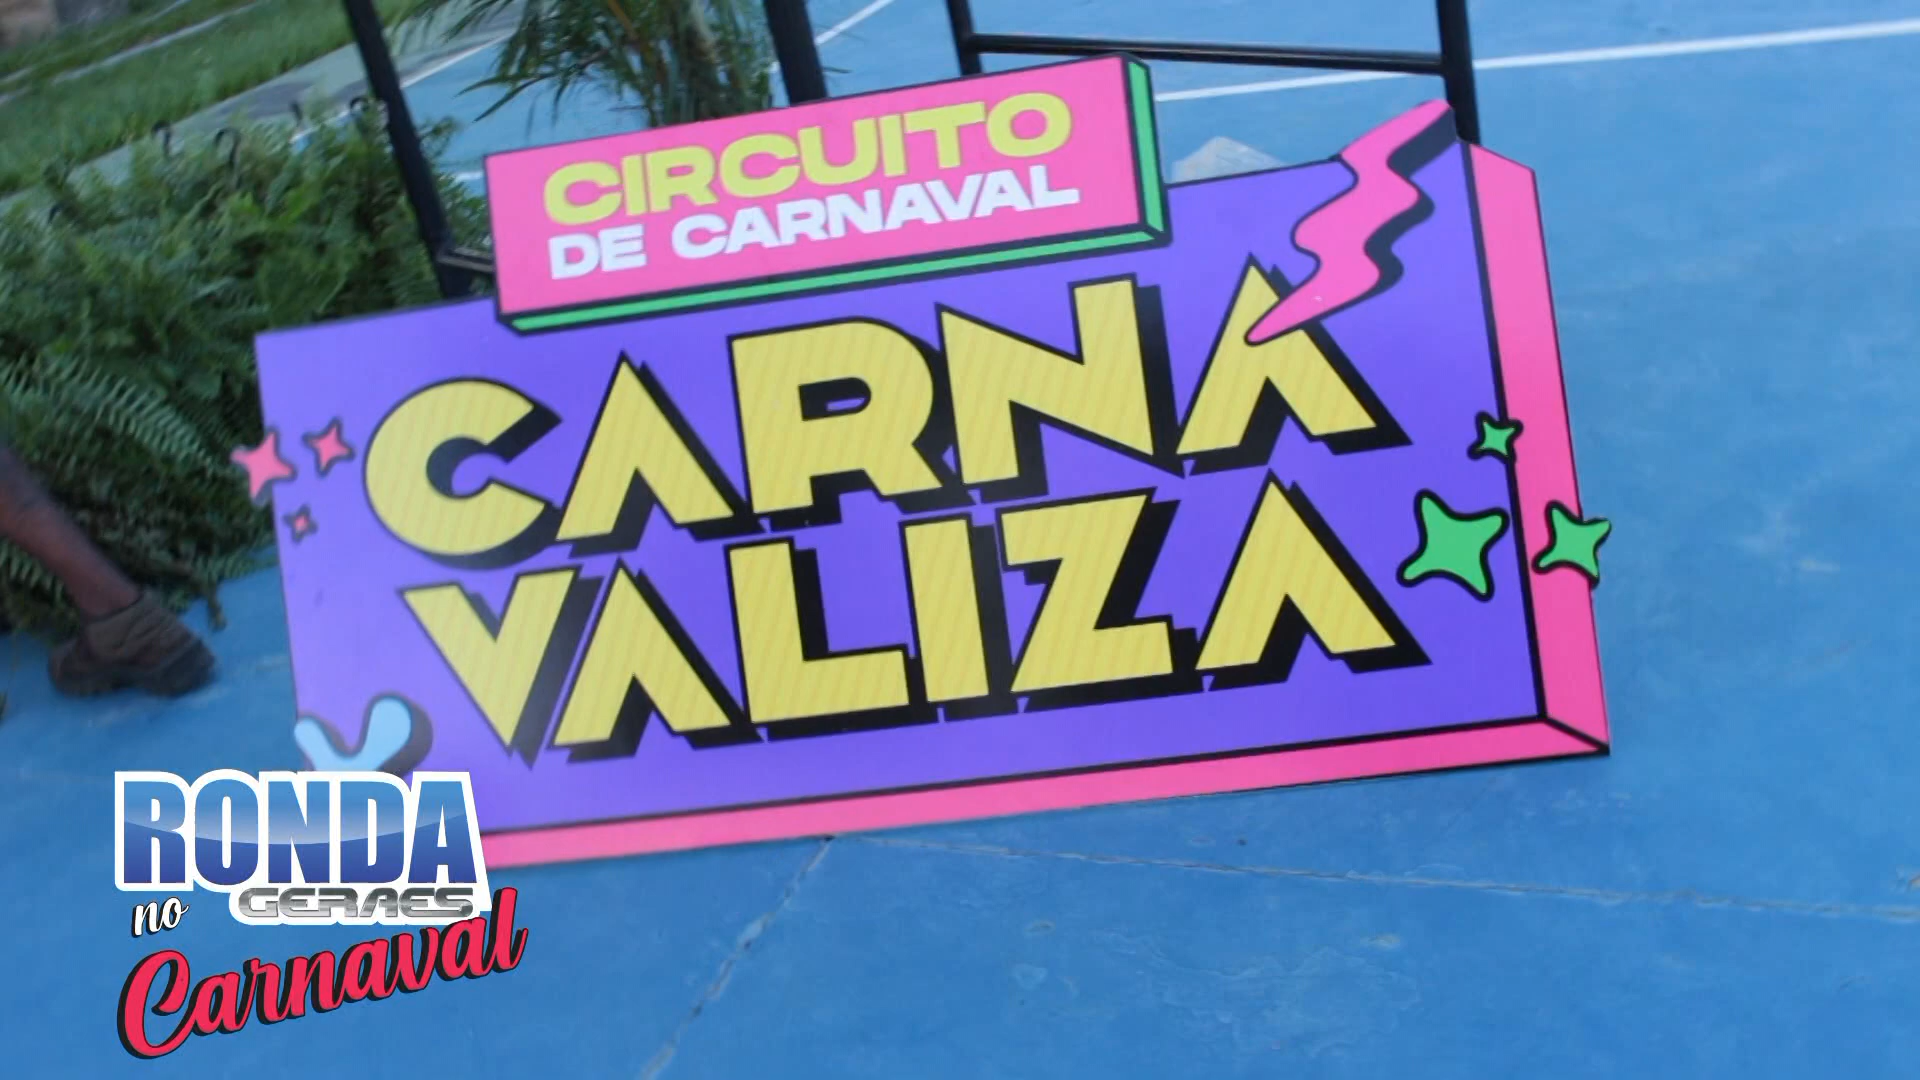 CIRCUITO
DE CARNAVAL
CARNA
VALIZA
RONDA
GERAES
no
Carnaval